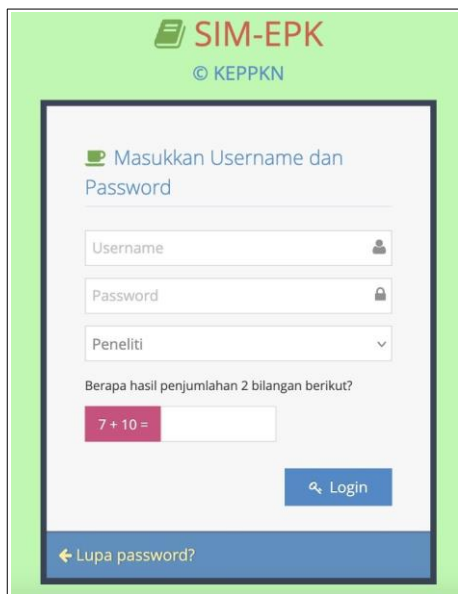 SIM-EPK
© KEPPKN
Masukkan Username dan
Password
Username
Password
Peneliti
Berapa hasil penjumlahan 2 bilangan berikut?
7 + 10 =
Login
Lupa password?